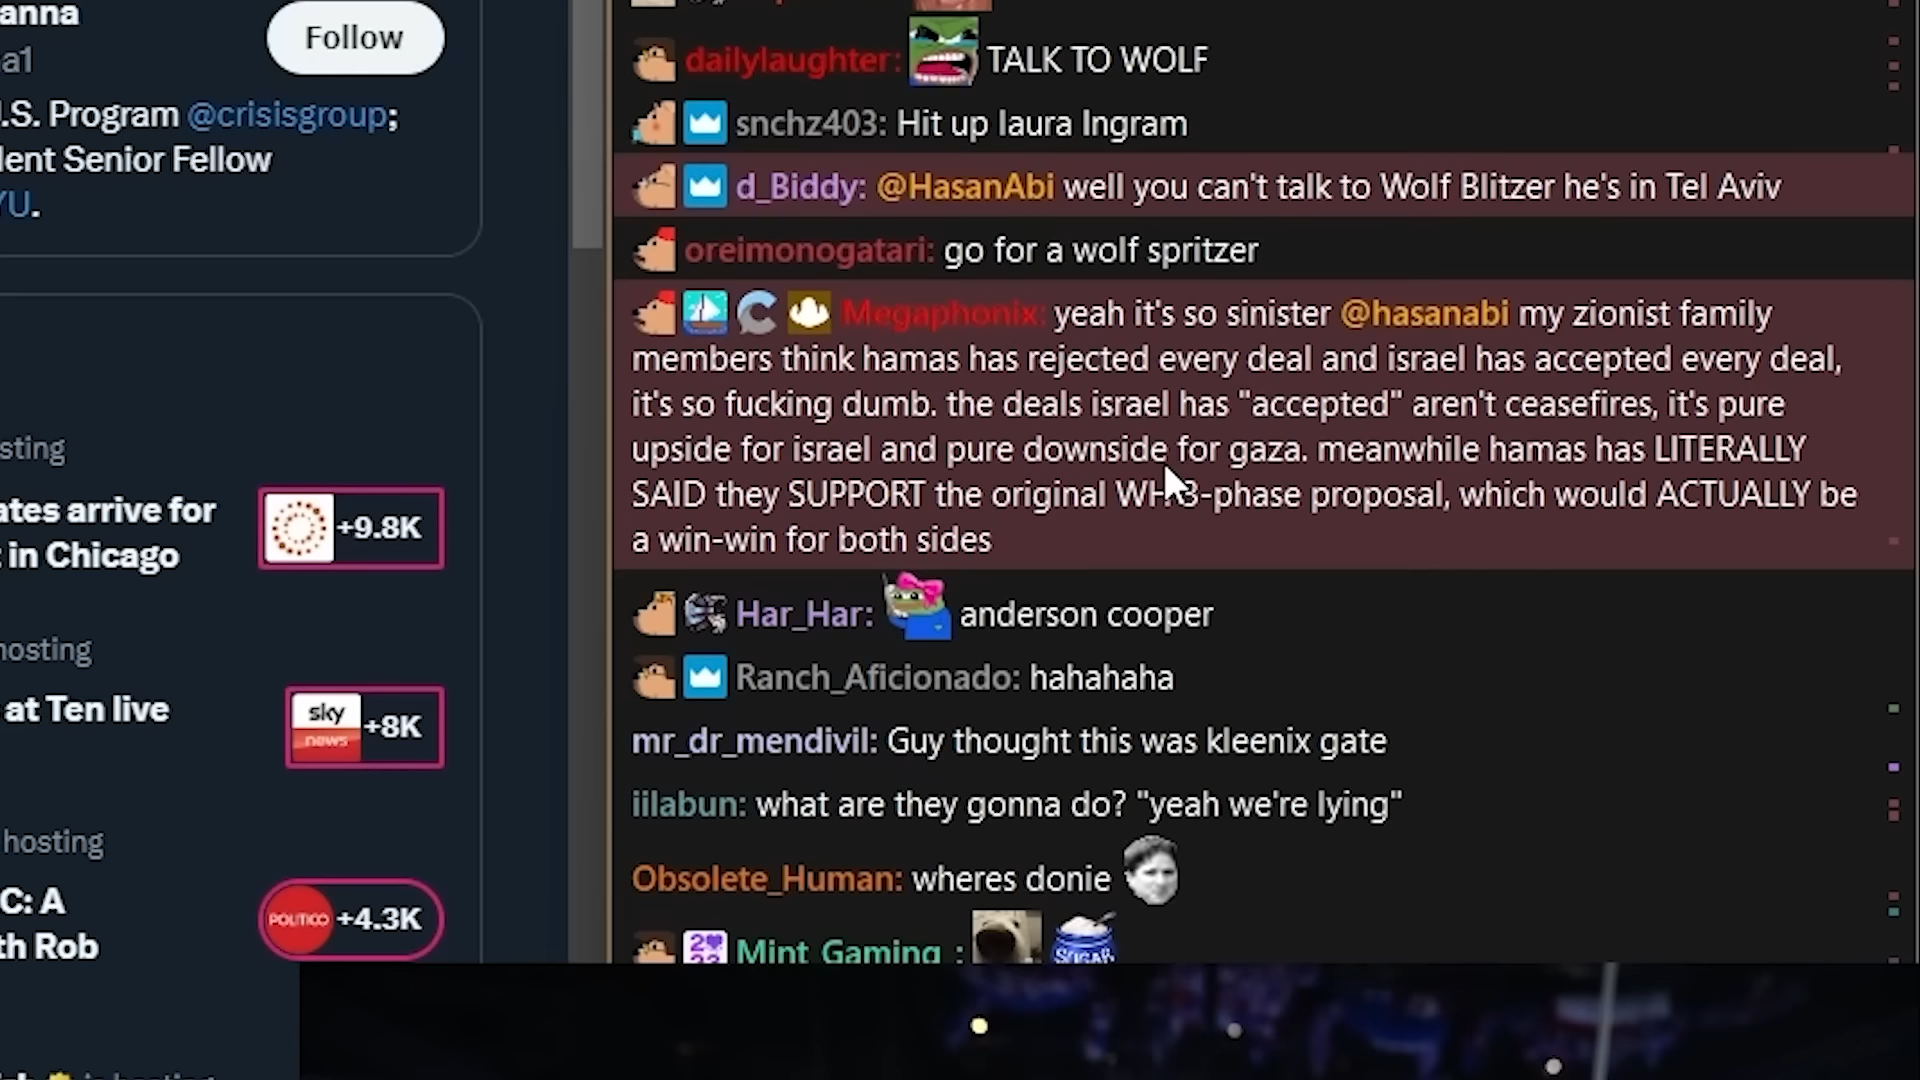 anna
a1
Follow
.S. Program @crisisgroup;
lent Senior Fellow
YU.
sting
ates arrive for
t in Chicago
+9.8K
hosting
at Ten live
sky
news
+8K
hosting
C: A
th Rob
POLITICO
+4.3K
dailylaughter: TALK TO WOLF
snchz403: Hit up laura Ingram
d_Biddy: @HasanAbi well you can't talk to Wolf Blitzer he's in Tel Aviv
oreimonogatari: go for a wolf spritzer
Megaphonix: yeah it's so sinister @hasanabi my zionist family
members think hamas has rejected every deal and israel has accepted every deal,
it's so fucking dumb. the deals israel has "accepted" aren't ceasefires, it's pure
upside for israel and pure downside for gaza. meanwhile hamas has LITERALLY
SAID they SUPPORT the original WH 3-phase proposal, which would ACTUALLY be
a win-win for both sides
Har_Har: anderson cooper
Ranch_Aficionado: hahahaha
mr_dr_mendivil: Guy thought this was kleenix gate
iilabun: what are they gonna do? "yeah we're lying"
Obsolete_Human: wheres donie
Mint_Gaming_:
SUGAR